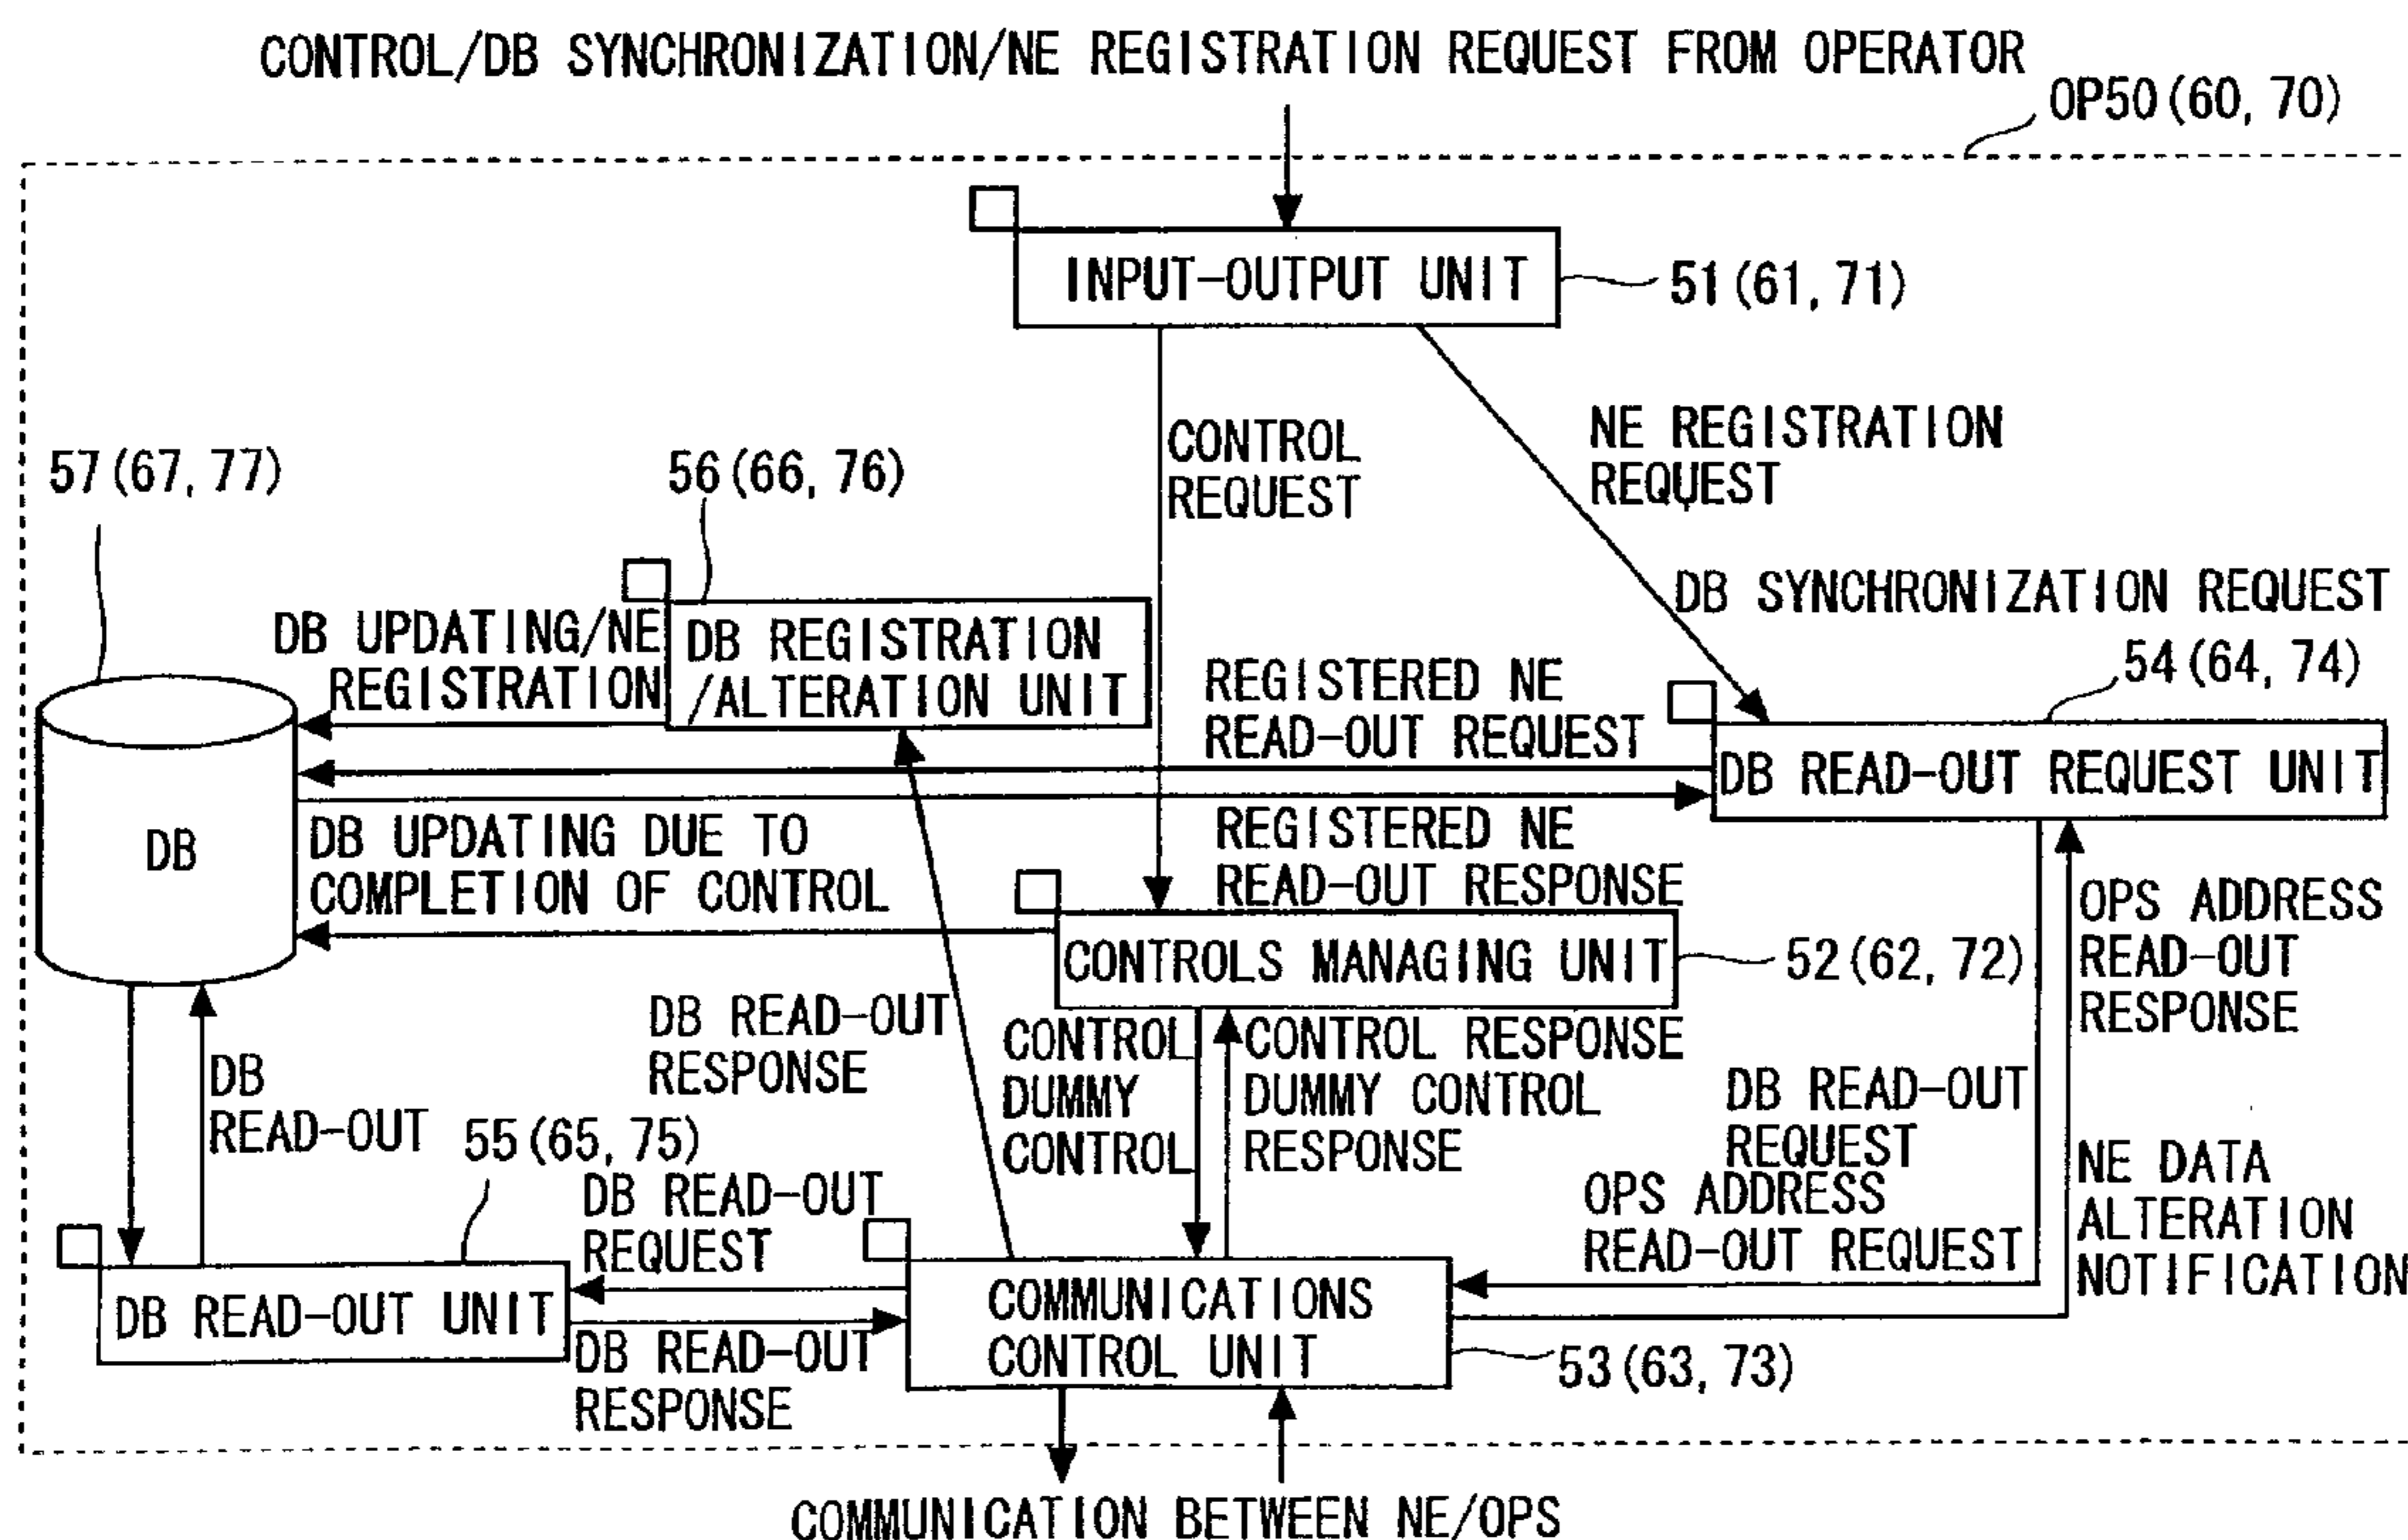 CONTROL/DB SYNCHRONIZATION/NE REGISTRATION REQUEST FROM OPERATOR
OP50(60, 70)
INPUT-OUTPUT UNIT
51(61, 71)
CONTROL
REQUEST
NE REGISTRATION
REQUEST
57(67, 77)
56(66, 76)
DB SYNCHRONIZATION REQUEST
DB UPDATING/NE
REGISTRATION
DB REGISTRATION
/ALTERATION UNIT
54(64, 74)
REGISTERED NE
READ-OUT REQUEST
DB READ-OUT REQUEST UNIT
DB
DB UPDATING DUE TO
COMPLETION OF CONTROL
REGISTERED NE
READ-OUT RESPONSE
CONTROLS MANAGING UNIT
52(62, 72)
OPS ADDRESS
READ-OUT
RESPONSE
DB READ-OUT
RESPONSE
CONTROL
DUMMY
CONTROL
CONTROL RESPONSE
DUMMY CONTROL
RESPONSE
DB
READ-OUT
DB READ-OUT
REQUEST
OPS ADDRESS
READ-OUT REQUEST
NE DATA
ALTERATION
NOTIFICATION
55(65, 75)
DB READ-OUT
REQUEST
DB READ-OUT UNIT
DB READ-OUT
RESPONSE
COMMUNICATIONS
CONTROL UNIT
53(63, 73)
COMMUNICATION BETWEEN NE/OPS